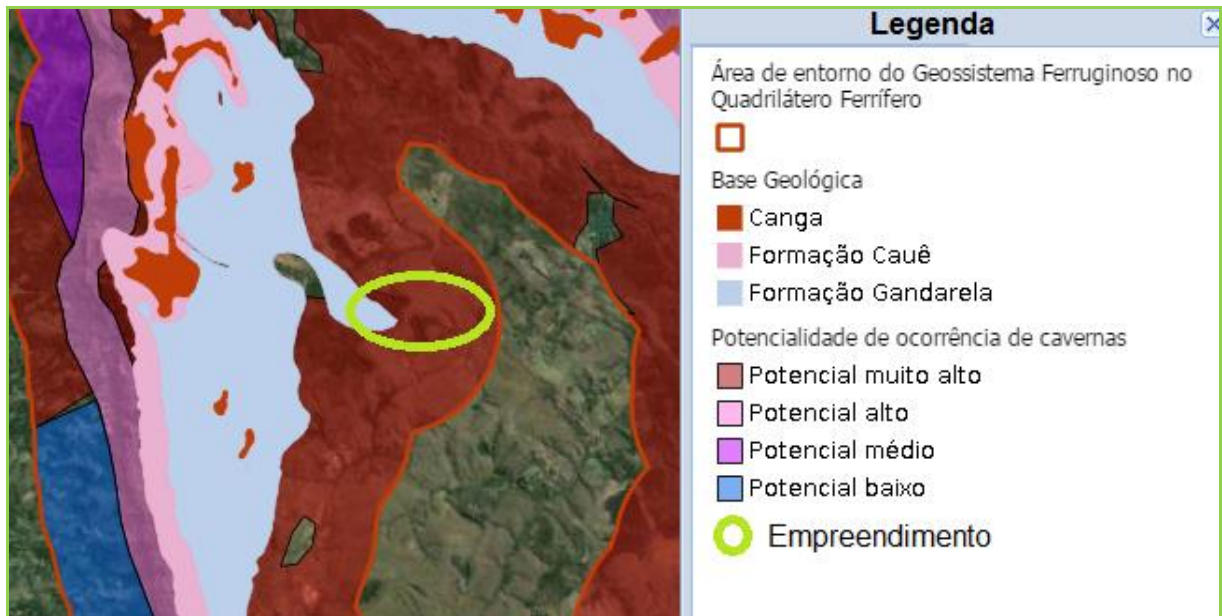 Legenda
Área de entorno do Geossistema Ferruginoso no
Quadrilátero Ferrífero
Base Geológica
Canga
Formação Cauê
Formação Gandarela
Potencialidade de ocorrência de cavernas
Potencial muito alto
Potencial alto
Potencial médio
Potencial baixo
Empreendimento